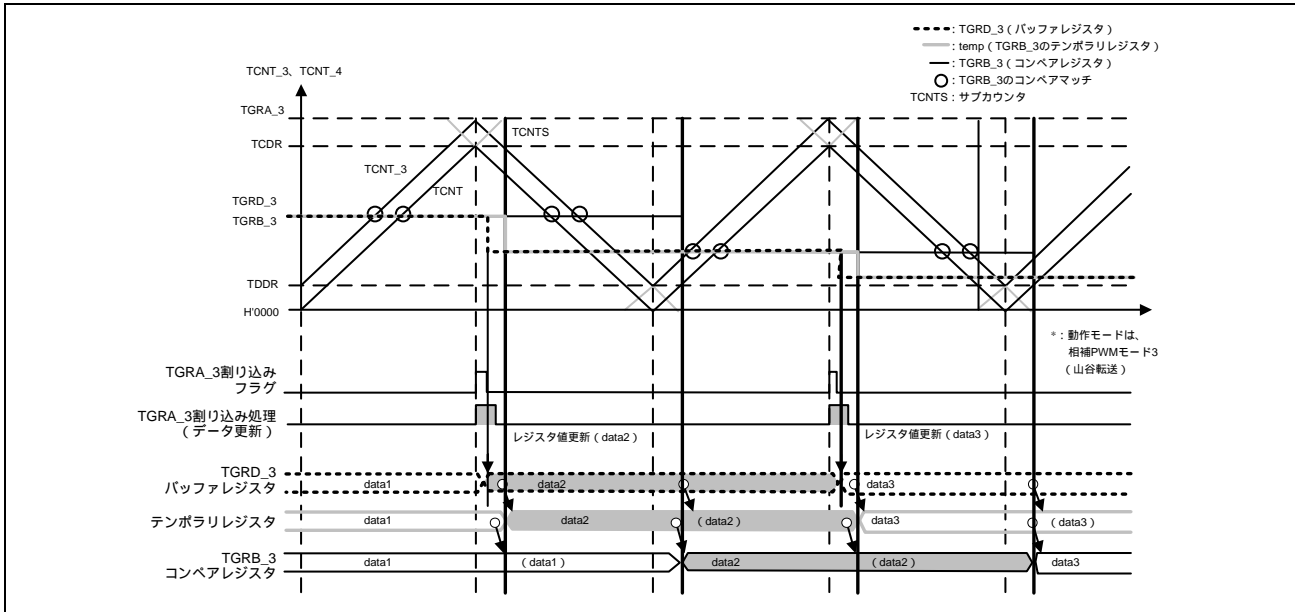 : TGRD_3(バッファレジスタ)
: temp(TGRB_3のテンポラリレジスタ)
: TGRB_3(コンペアレジスタ)
: TGRB_3のコンペアマッチ
TCNTS:サブカウンタ
TCNT_3、TCNT_4
TGRA_3
TCNTS
TCDR
TCNT_3
TCNT
TGRD_3
TGRB_3
TDDR
H'0000
*:動作モードは、
相補PWMモード3
(山谷転送)
TGRA_3割り込み
フラグ
TGRA_3割り込み処理
(データ更新)
レジスタ値更新(data2) レジスタ値更新(data3)
TGRD_3
バッファレジスタ
data1 data2 data3
テンポラリレジスタ
data1 data2 (data2) data3 (data3)
TGRB_3
コンペアレジスタ
data1 (data1) data2 (data2) data3